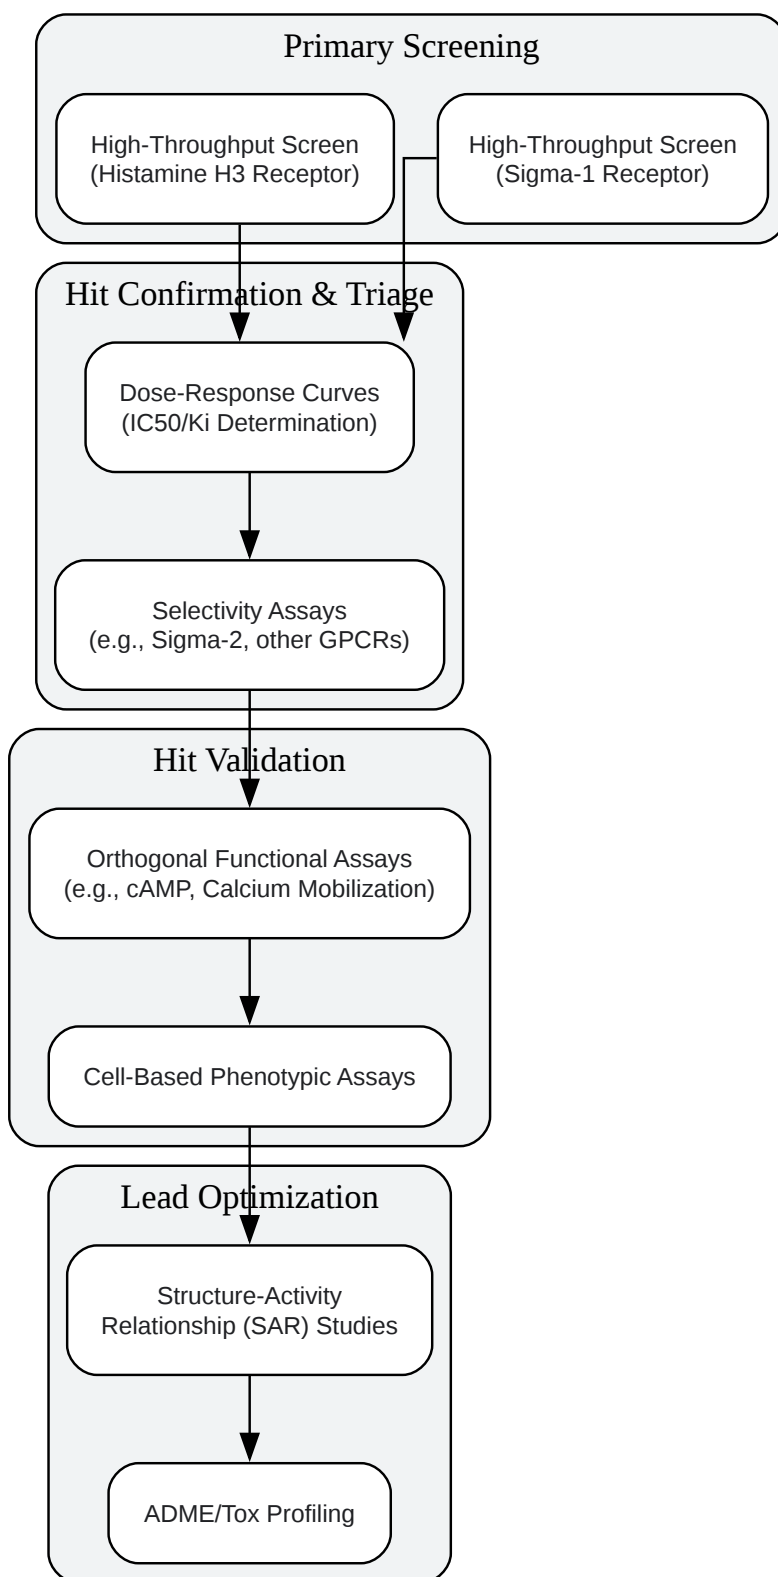 Primary Screening
High-Throughput Screen
(Histamine H3 Receptor)
High-Throughput Screen
(Sigma-1 Receptor)
Hit Confirmation & Triage
Dose-Response Curves
(IC50/Ki Determination)
Selectivity Assays
(e.g., Sigma-2, other GPCRs)
Hit Validation
Orthogonal Functional Assays
(e.g., cAMP, Calcium Mobilization)
Cell-Based Phenotypic Assays
Lead Optimization
Structure-Activity
Relationship (SAR) Studies
ADME/Tox Profiling